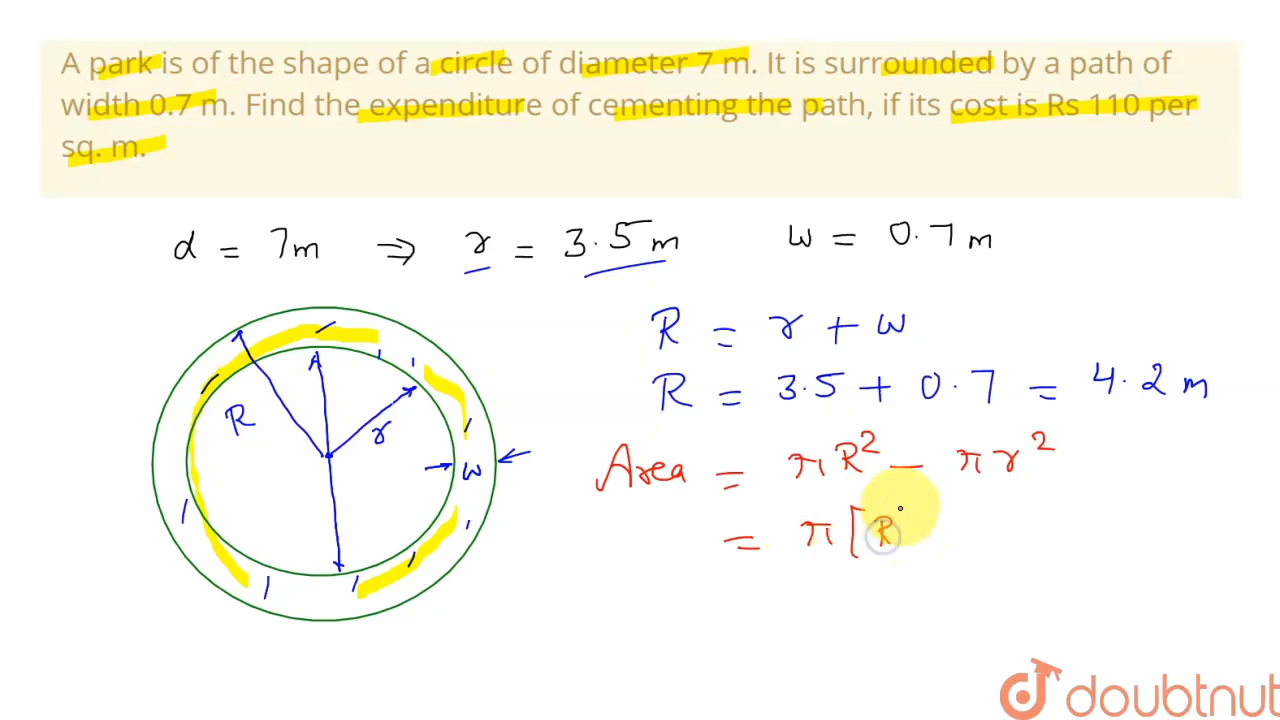 A park is of the shape of a circle of diameter 7 m. It is surrounded by a path of
width 0.7 m. Find the expenditure of cementing the path, if its cost is Rs 110 per
sq. m.
d = 7m ⇒ r = 3.5 m w = 0.7 m
R = r + w
R = 3.5 + 0.7 = 4.2 m
A
R
r
w
Area = πR² - πr²
= π[R
doubtnut